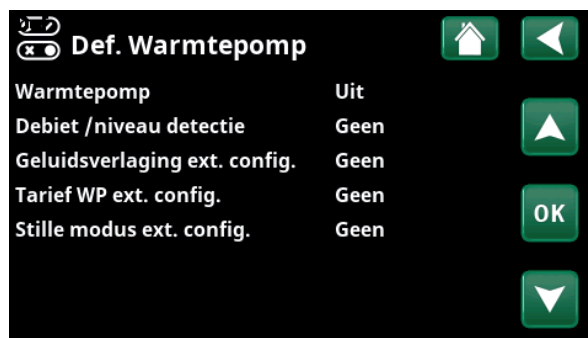 Def. Warmtepomp
Warmtepomp Uit
Debiet /niveau detectie Geen
Geluidsverlaging ext. config. Geen
Tarief WP ext. config. Geen
OK
Stille modus ext. config. Geen